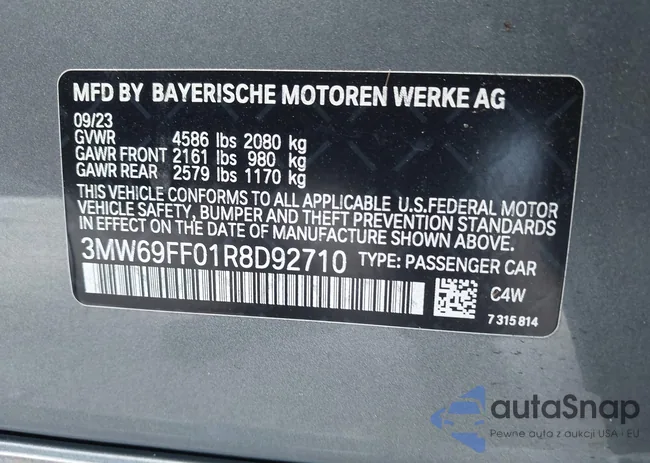 MFD BY BAYERISCHE MOTOREN WERKE AG
09/23
GVWR 4586 lbs 2080 kg
GAWR FRONT 2161 lbs 980 kg
GAWR REAR 2579 lbs 1170 kg
THIS VEHICLE CONFORMS TO ALL APPLICABLE U.S.FEDERAL MOTOR
VEHICLE SAFETY, BUMPER AND THEFT PREVENTION STANDARDS
IN EFFECT ON THE DATE OF MANUFACTURE SHOWN ABOVE.
3MW69FF01R8D92710 TYPE: PASSENGER CAR
C4W
7 315 814
autaSnap
Pewne auta z aukcji USA i EU